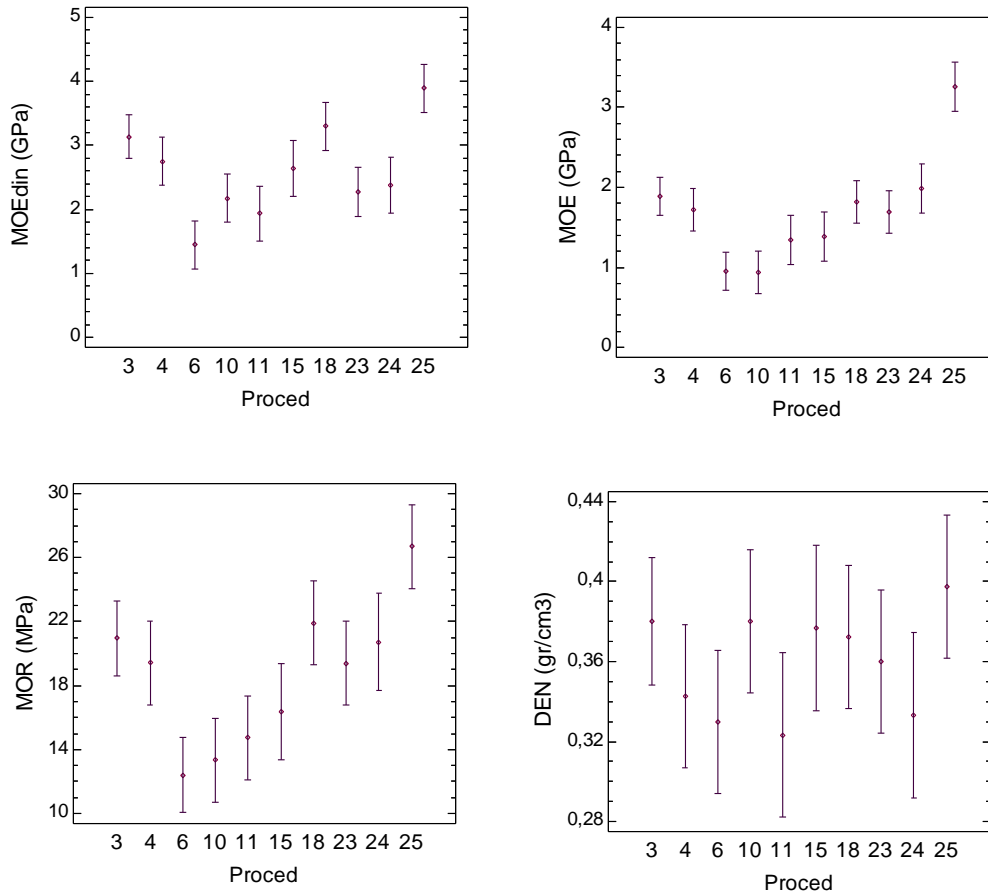 MOEdin (GPa)
5
4
3
2
1
0
3 4 6 10 11 15 18 23 24 25
Proced
MOE (GPa)
4
3
2
1
0
3 4 6 10 11 15 18 23 24 25
Proced
MOR (MPa)
30
26
22
18
14
10
3 4 6 10 11 15 18 23 24 25
Proced
DEN (gr/cm3)
0,44
0,4
0,36
0,32
0,28
3 4 6 10 11 15 18 23 24 25
Proced